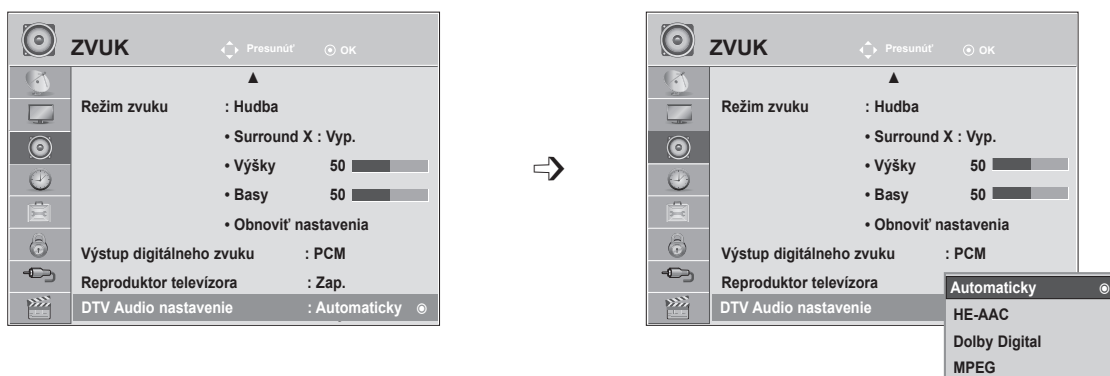 ZVUK Presunúť OK
Režim zvuku : Hudba
• Surround X : Vyp.
• Výšky 50
• Basy 50
• Obnoviť nastavenia
Výstup digitálneho zvuku : PCM
Reproduktor televízora : Zap.
DTV Audio nastavenie : Automaticky
ZVUK Presunúť OK
Režim zvuku : Hudba
• Surround X : Vyp.
• Výšky 50
• Basy 50
• Obnoviť nastavenia
Výstup digitálneho zvuku : PCM
Reproduktor televízora
DTV Audio nastavenie
Automaticky
HE-AAC
Dolby Digital
MPEG